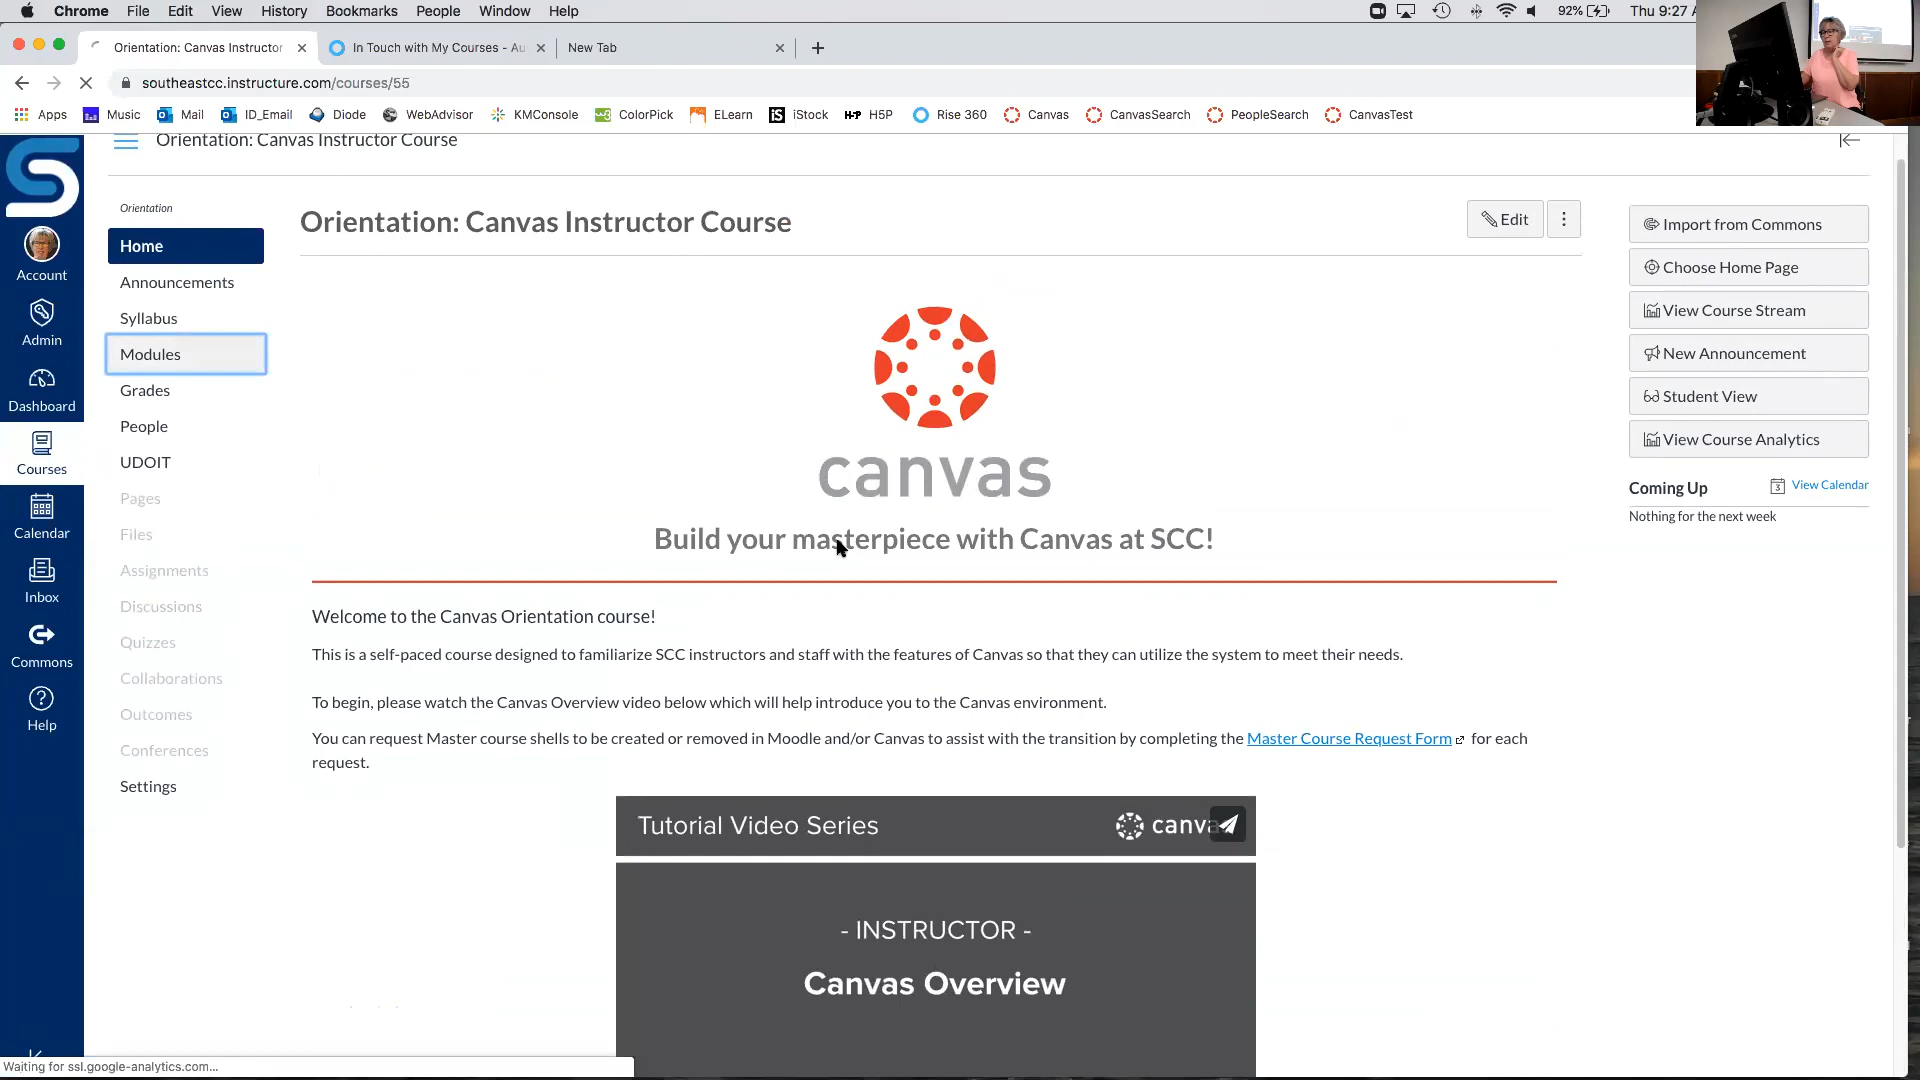 Chrome File Edit View History Bookmarks People Window Help 92% Thu 9:27
Orientation: Canvas Instructor In Touch with My Courses - Au New Tab
southeastcc.instructure.com/courses/55
Apps Music Mail ID_Email Diode WebAdvisor KMConsole ColorPick ELearn iStock H-P H5P Rise 360 Canvas CanvasSearch PeopleSearch CanvasTest
Orientation: Canvas Instructor Course
Account
Admin
Dashboard
Courses
Calendar
Inbox
Commons
Help
Orientation
Home
Announcements
Syllabus
Modules
Grades
People
UDOIT
Pages
Files
Assignments
Discussions
Quizzes
Collaborations
Outcomes
Conferences
Settings
Orientation: Canvas Instructor Course
Edit
canvas
Build your masterpiece with Canvas at SCC!
Welcome to the Canvas Orientation course!
This is a self-paced course designed to familiarize SCC instructors and staff with the features of Canvas so that they can utilize the system to meet their needs.
To begin, please watch the Canvas Overview video below which will help introduce you to the Canvas environment.
You can request Master course shells to be created or removed in Moodle and/or Canvas to assist with the transition by completing the Master Course Request Form for each
request.
Tutorial Video Series canva
- INSTRUCTOR -
Canvas Overview
Import from Commons
Choose Home Page
View Course Stream
New Announcement
Student View
View Course Analytics
Coming Up 3 View Calendar
Nothing for the next week
Waiting for ssl.google-analytics.com...